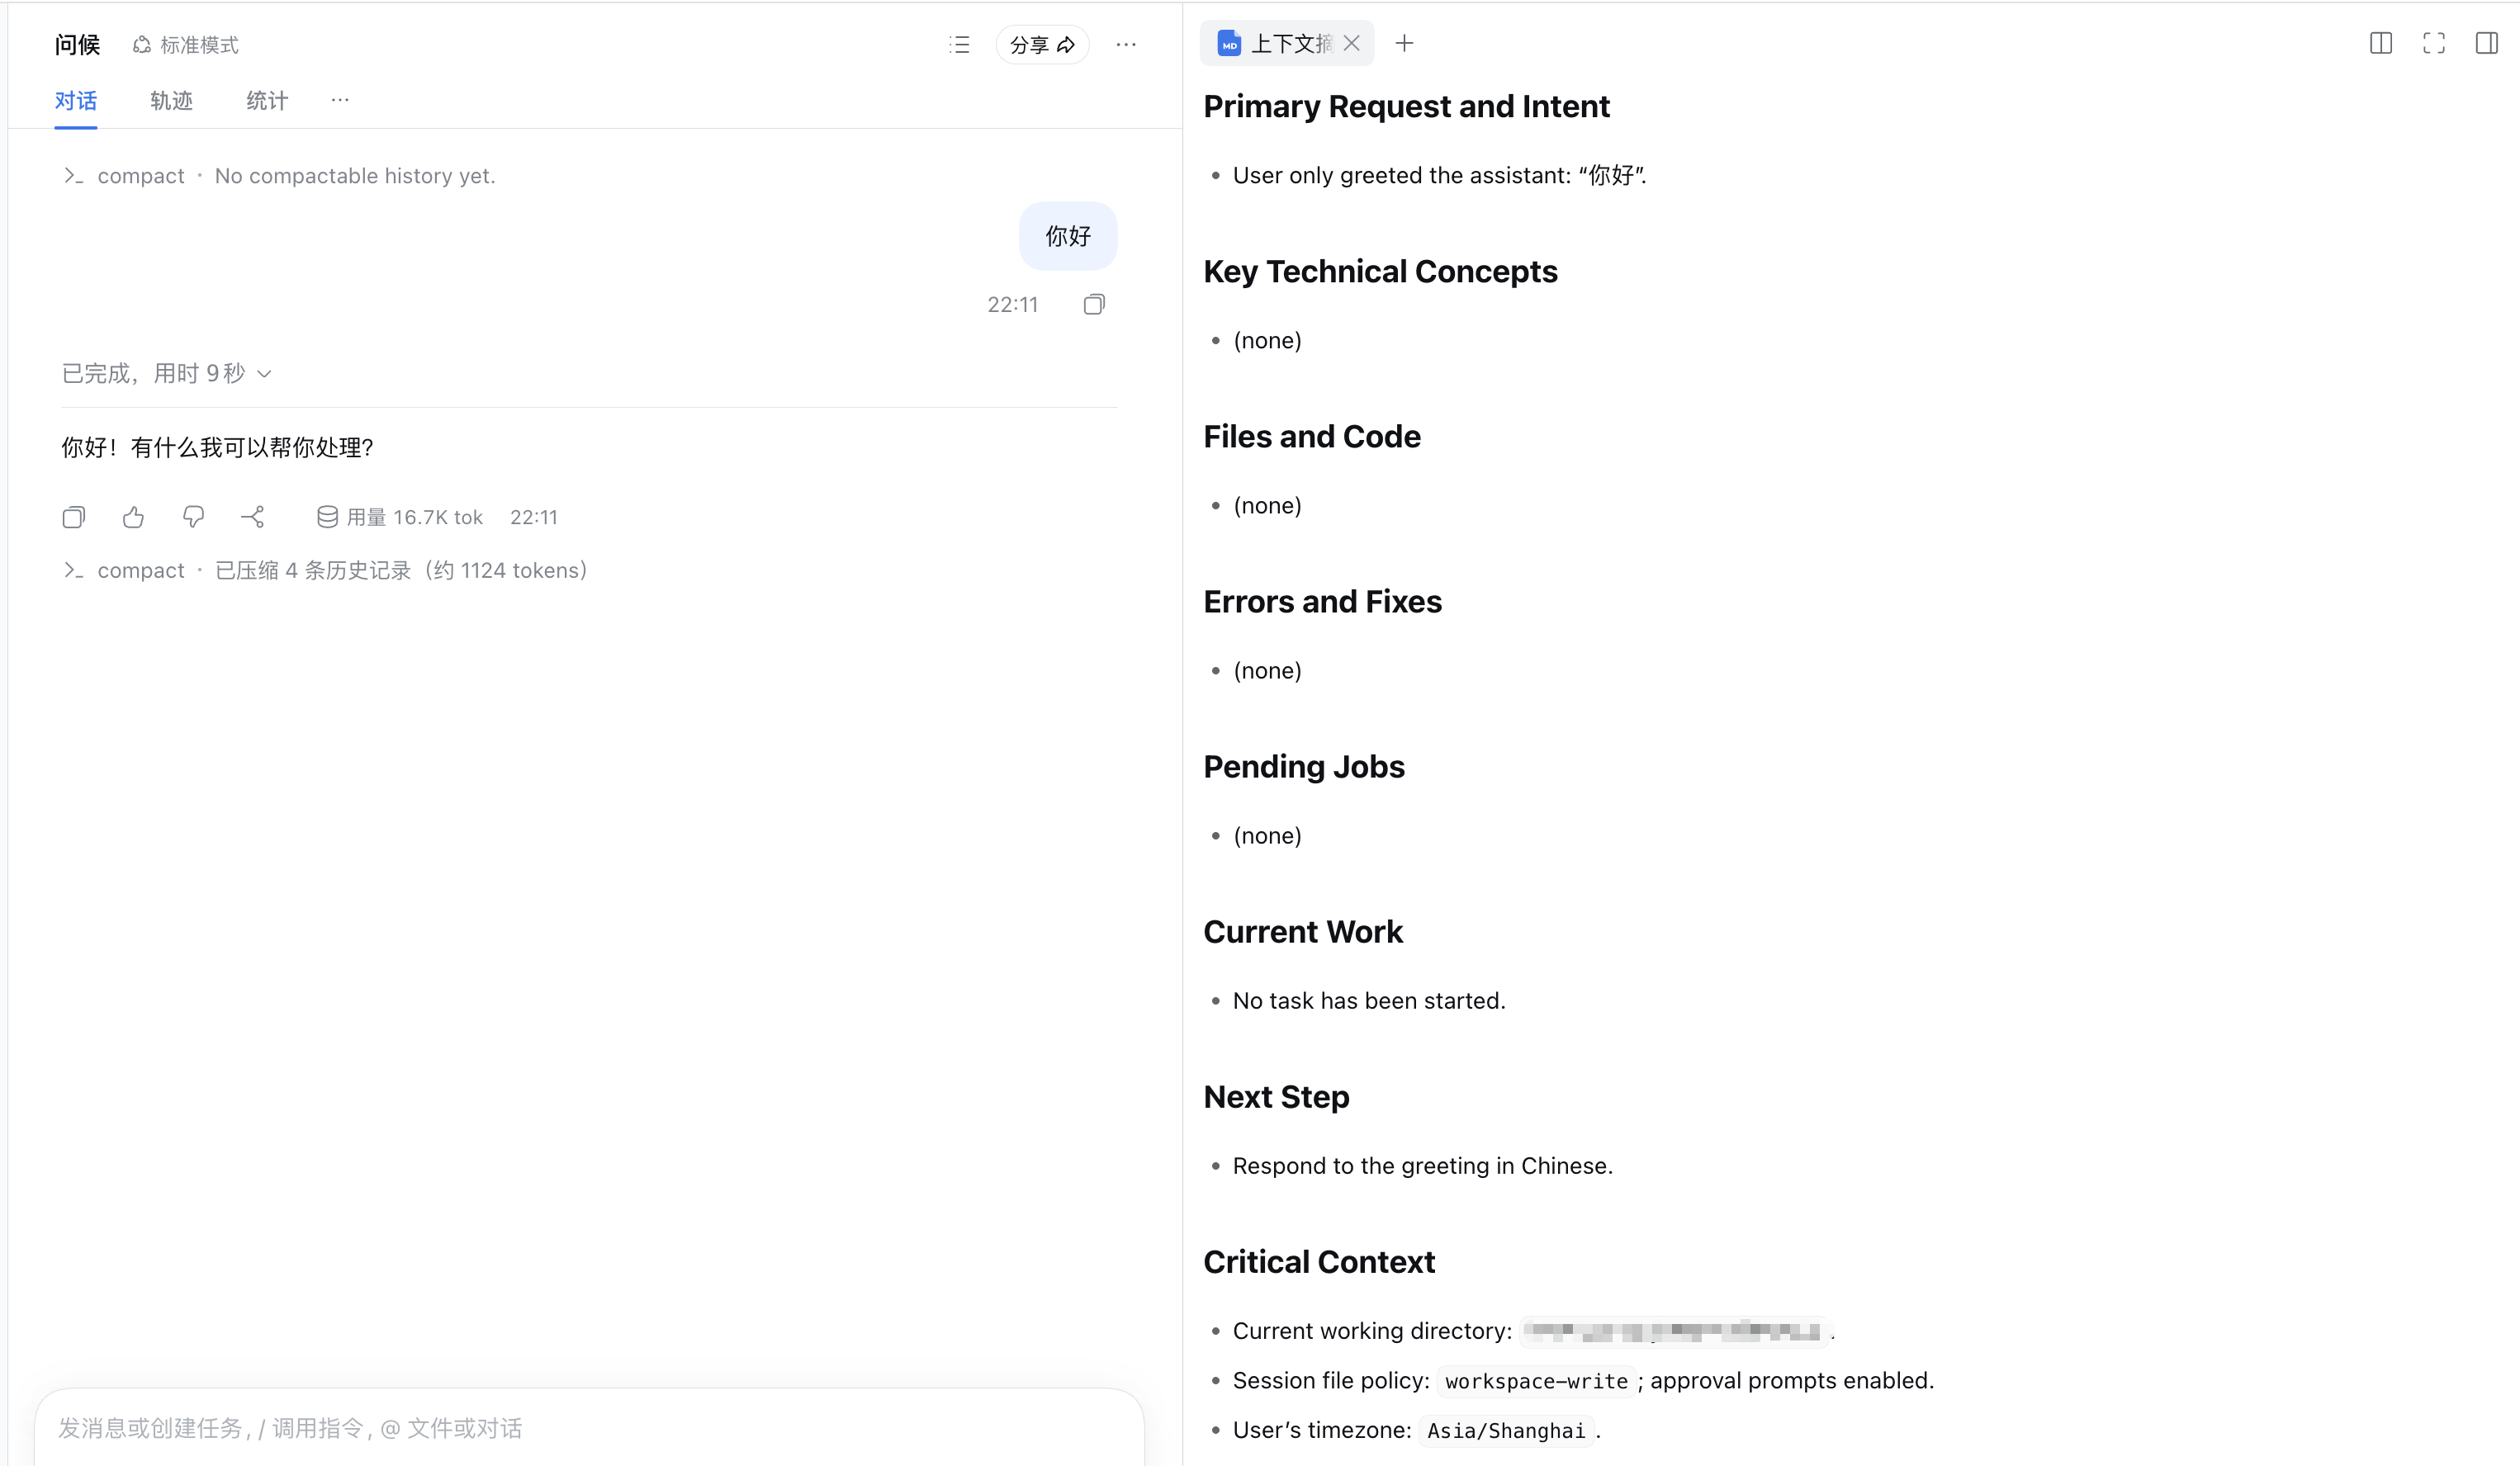 问候
标准模式
分享
对话
轨迹
统计
compact · No compactable history yet.
你好
22:11
已完成，用时 9秒
你好！有什么我可以帮你处理？
用量 16.7K tok 22:11
compact · 已压缩 4 条历史记录（约 1124 tokens）
发消息或创建任务, / 调用指令, @ 文件或对话
MD 上下文摘
Primary Request and Intent
• User only greeted the assistant: “你好”.
Key Technical Concepts
• (none)
Files and Code
• (none)
Errors and Fixes
• (none)
Pending Jobs
• (none)
Current Work
• No task has been started.
Next Step
• Respond to the greeting in Chinese.
Critical Context
• Current working directory:
• Session file policy: workspace-write ; approval prompts enabled.
• User’s timezone: Asia/Shanghai .